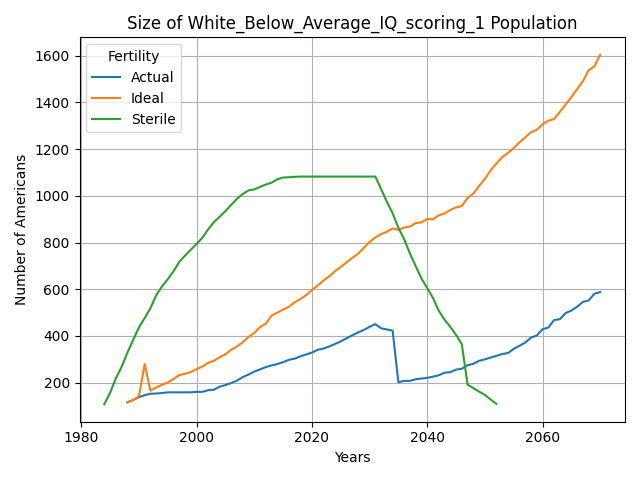 Size of White_Below_Average_IQ_scoring_1 Population
Fertility
Actual
Ideal
Sterile
Number of Americans
1600
1400
1200
1000
800
600
400
200
1980
2000
2020
2040
2060
Years